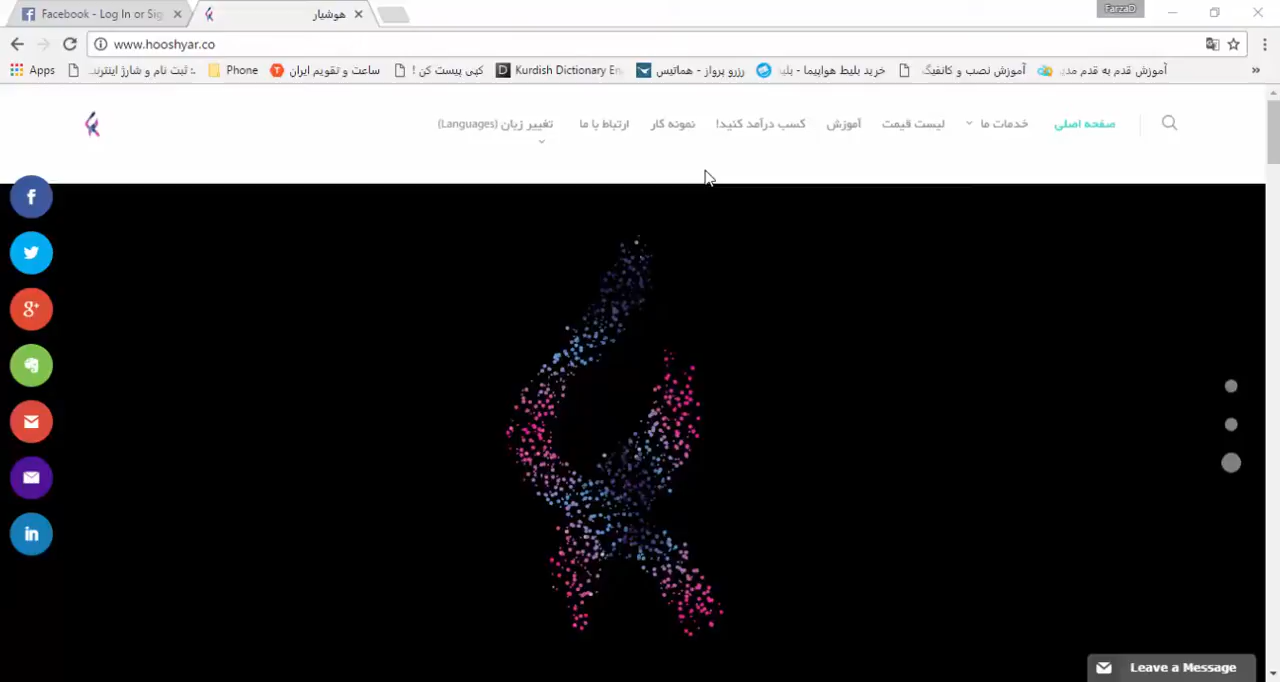 Facebook - Log In or Sig
هوشیار
FarzaD
www.hooshyar.co
Apps
ثبت نام و شارژ اینترنت
Phone
ساعت و تقویم ایران
کپی پیست کن !
Kurdish Dictionary En
رزرو پرواز - هماتیس
خرید بلیط هواپیما - بلی
آموزش نصب و کانفیگ
آموزش قدم به قدم مدی
صفحه اصلی
خدمات ما
لیست قیمت
آموزش
کسب درآمد کنید!
نمونه کار
ارتباط با ما
تغییر زبان (Languages)
Leave a Message